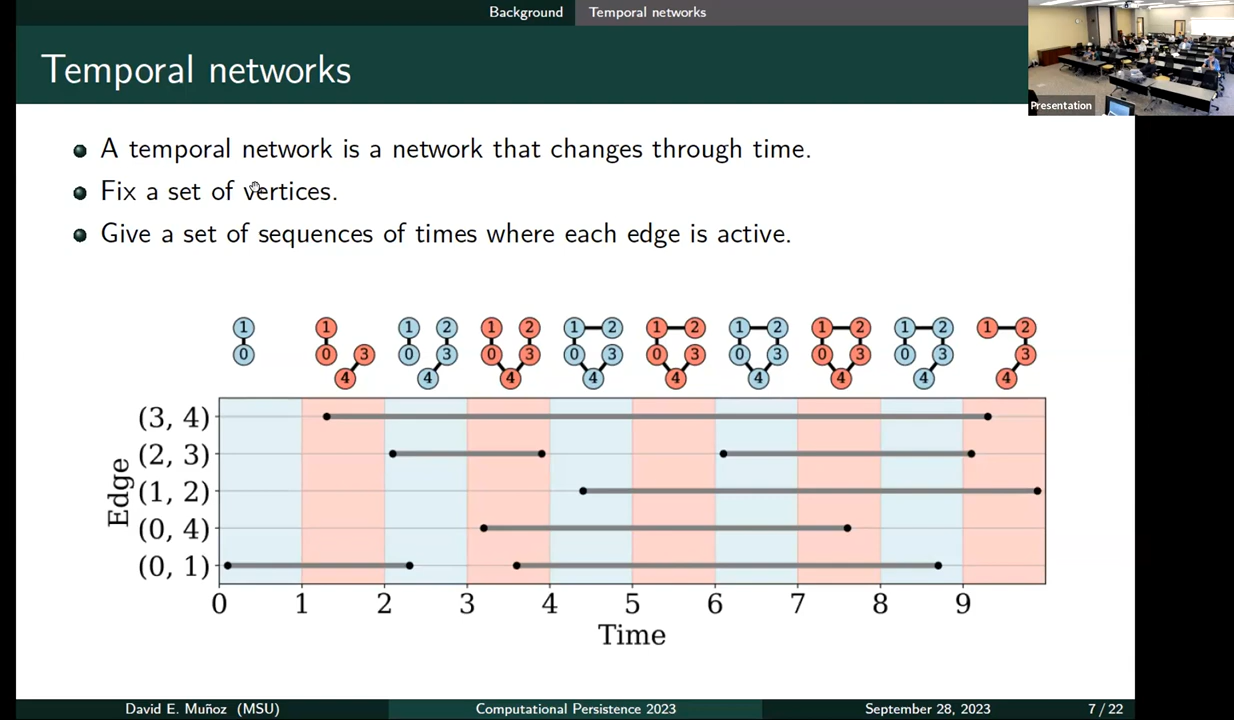 Background Temporal networks
Temporal networks
Presentation
A temporal network is a network that changes through time.
Fix a set of vertices.
Give a set of sequences of times where each edge is active.
1 1 1 2 1 2 1 2 1 2 1 2 1 2 1 2 1 2
0 0 3 0 3 0 3 0 3 0 3 0 3 0 3 0 3 3
4 4 4 4 4 4 4 4 4
Edge
(3, 4)
(2, 3)
(1, 2)
(0, 4)
(0, 1)
0 1 2 3 4 5 6 7 8 9
Time
David E. Muñoz (MSU) Computational Persistence 2023 September 28, 2023 7 / 22